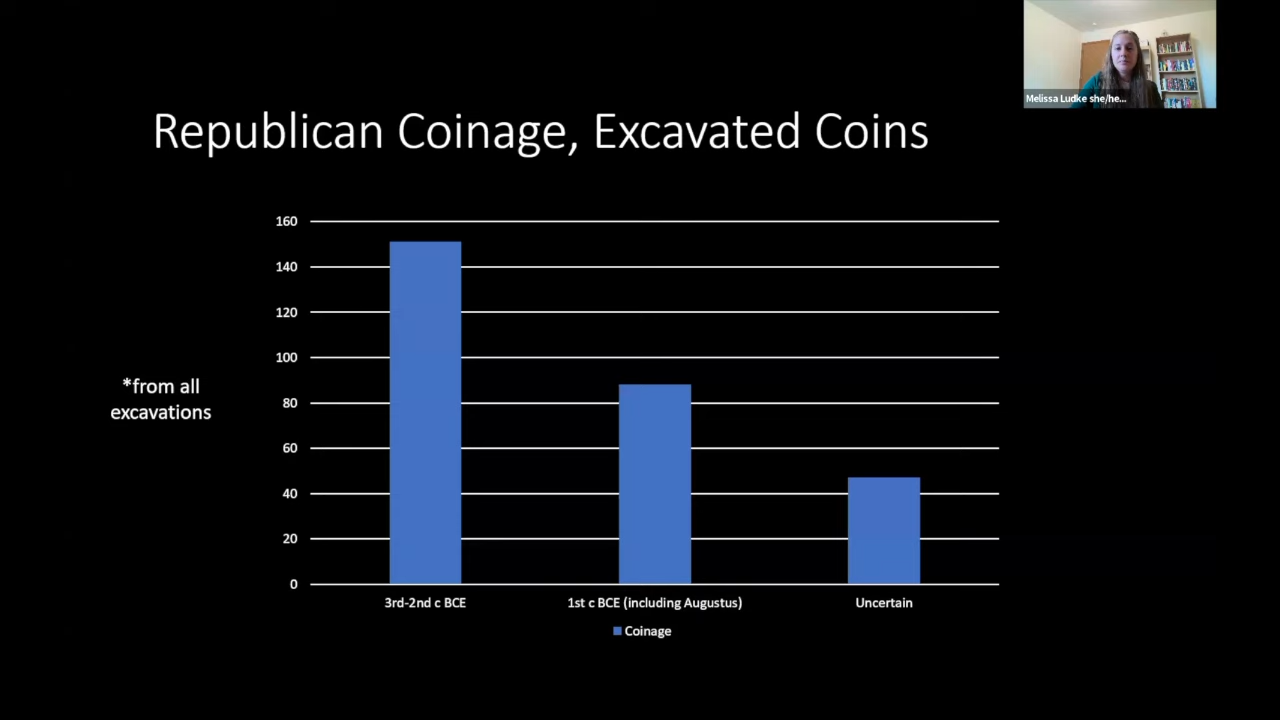 Melissa Ludke she/he...
Republican Coinage, Excavated Coins
*from all
excavations
160
140
120
100
80
60
40
20
0
3rd-2nd c BCE
1st c BCE (including Augustus)
Uncertain
Coinage